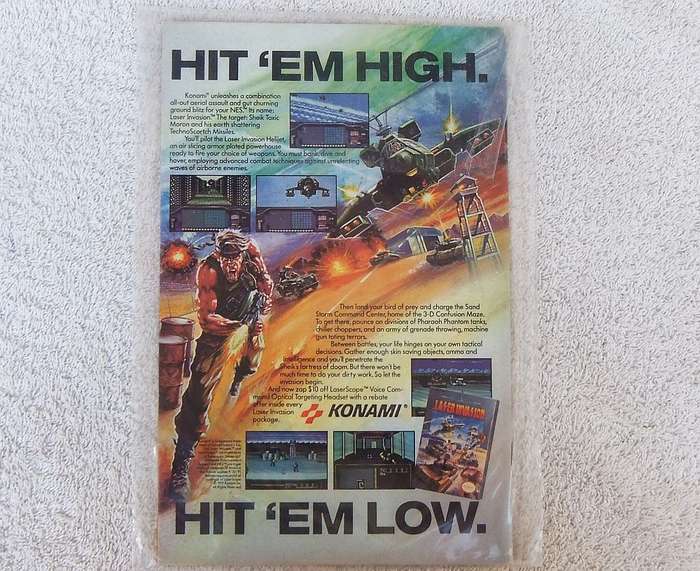 HIT ‘EM HIGH.
Konami® unleashes a combination
all-out aerial assault and gut churning
ground blitz for your NES.™ Its name:
Laser Invasion.™ The target: Sheik Toxic
Moron and his earth shattering
TechnoScortch Missiles.
You'll pilot the Laser Invasion Helijet,
an air slicing armor plated powerhouse
ready to fire your choice of weapons. You must bank, dive and
hover, employing advanced combat techniques against unrelenting
waves of airborne enemies.
Then land your bird of prey and charge the Sand
Storm Command Center, home of the 3-D Confusion Maze.
To get there, pounce on divisions of Pharaoh Phantom tanks,
chiller choppers, and an army of grenade throwing, machine
gun toting terrors.
Between battles, your life hinges on your own tactical
decisions. Gather enough skin saving objects, ammo and
intelligence and you'll penetrate the
Sheik's fortress of doom. But there won't be
much time to do your dirty work. So let the
invasion begin.
And now zap $10 off LaserScope™ Voice Com-
mand Optical Targeting Headset with a rebate
offer inside every
Laser Invasion
package.
KONAMI®
LASER INVASION
HIT ‘EM LOW.